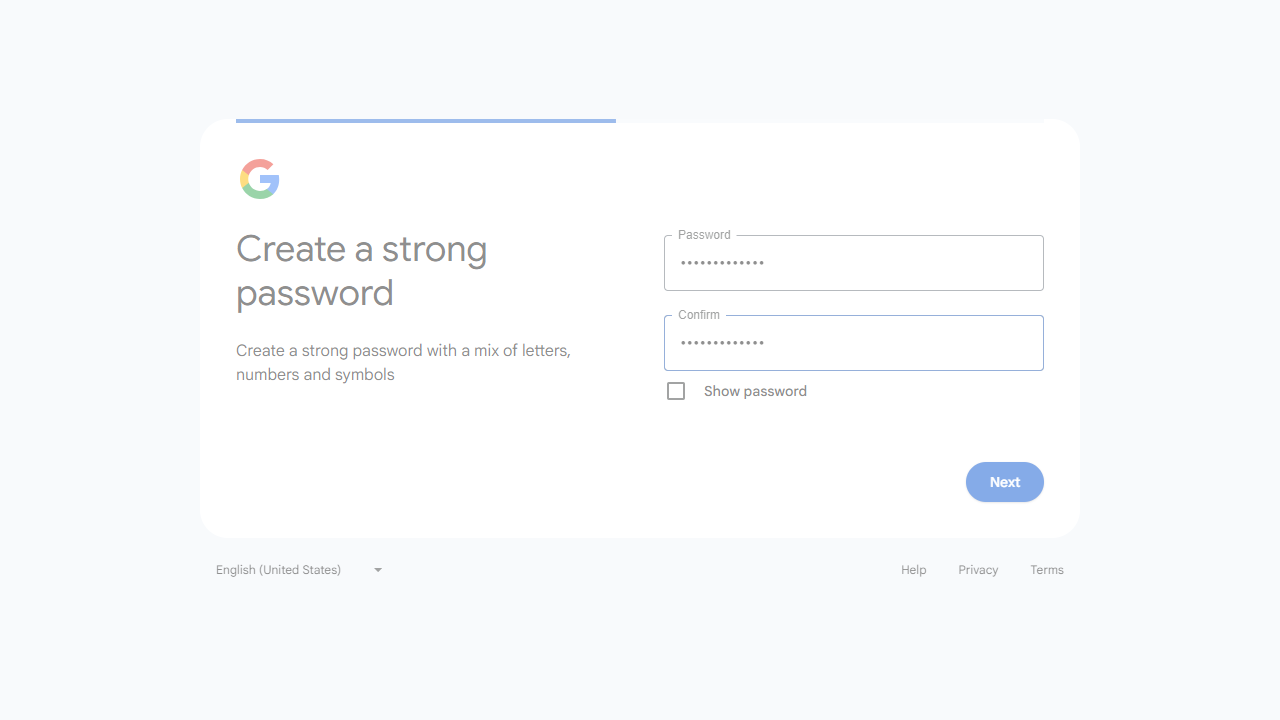 Create a strong
password
Create a strong password with a mix of letters,
numbers and symbols
Password
•••••••••••••
Confirm
•••••••••••••
Show password
Next
English (United States)
Help Privacy Terms